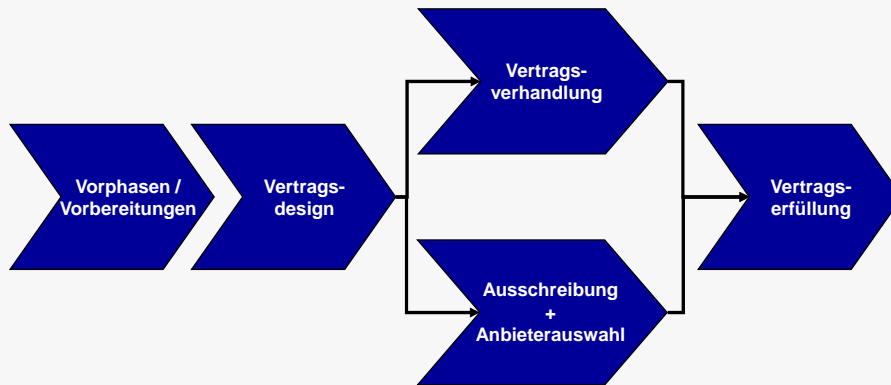 Vertrags-
verhandlung
Vorphasen /
Vorbereitungen
Vertrags-
design
Vertrags-
erfüllung
Ausschreibung
+
Anbieterauswahl